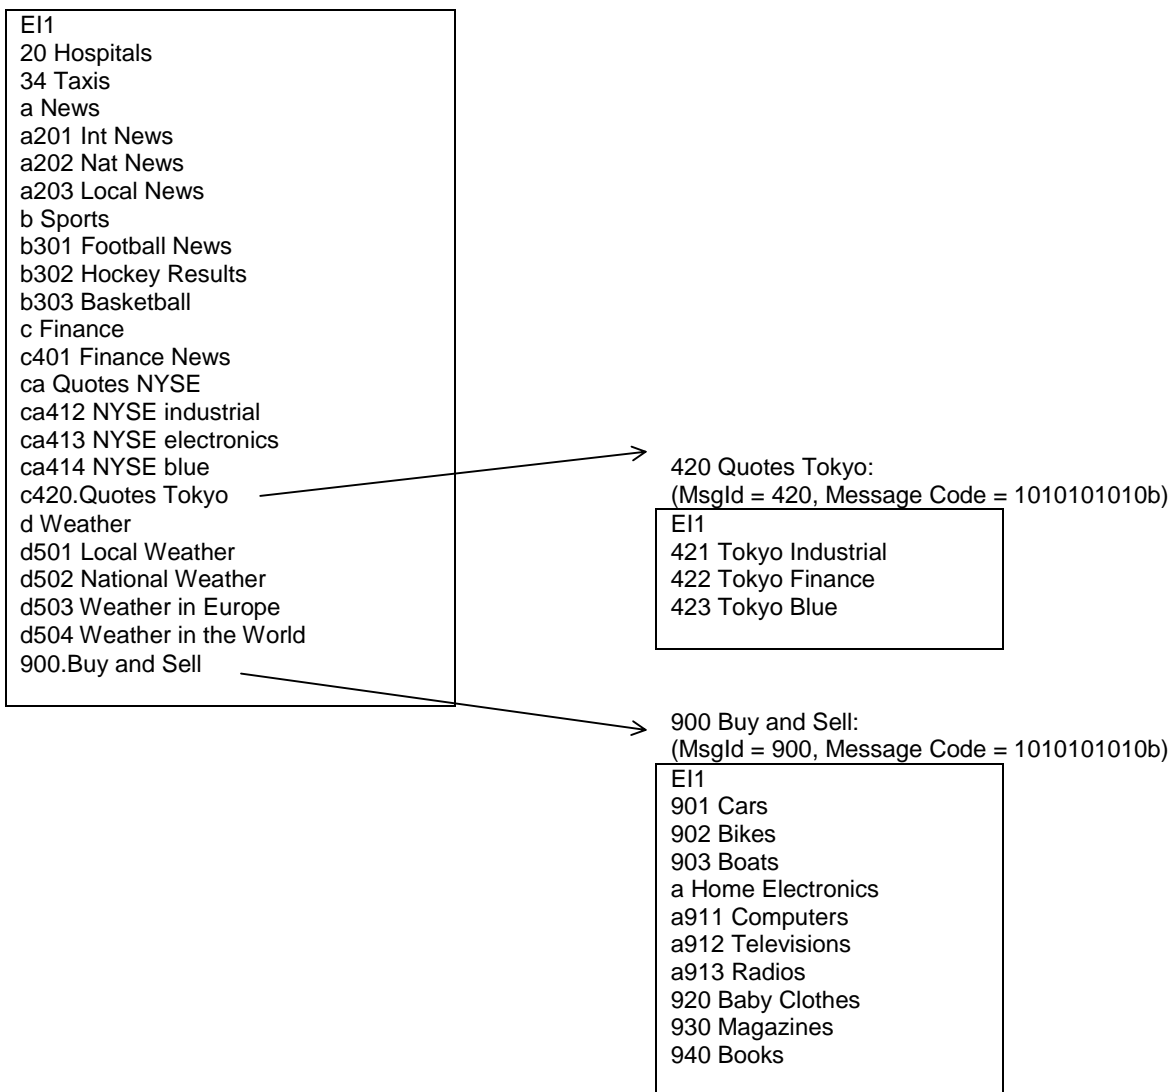 EI1
20 Hospitals
34 Taxis
a News
a201 Int News
a202 Nat News
a203 Local News
b Sports
b301 Football News
b302 Hockey Results
b303 Basketball
c Finance
c401 Finance News
ca Quotes NYSE
ca412 NYSE industrial
ca413 NYSE electronics
ca414 NYSE blue
c420.Quotes Tokyo
d Weather
d501 Local Weather
d502 National Weather
d503 Weather in Europe
d504 Weather in the World
900.Buy and Sell
420 Quotes Tokyo:
(MsgId = 420, Message Code = 1010101010b)
EI1
421 Tokyo Industrial
422 Tokyo Finance
423 Tokyo Blue
900 Buy and Sell:
(MsgId = 900, Message Code = 1010101010b)
EI1
901 Cars
902 Bikes
903 Boats
a Home Electronics
a911 Computers
a912 Televisions
a913 Radios
920 Baby Clothes
930 Magazines
940 Books